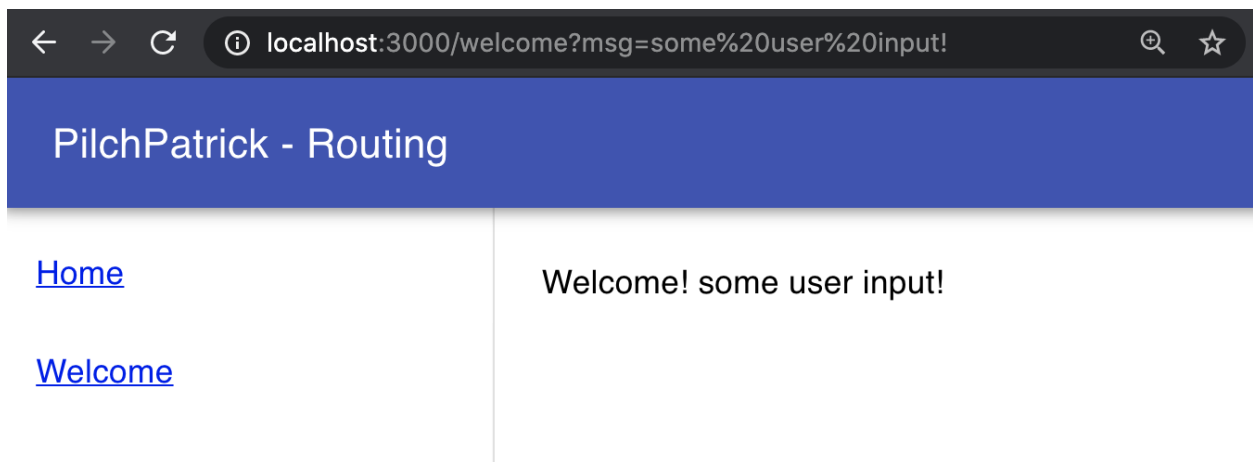 localhost:3000/welcome?msg=some%20user%20input!
PilchPatrick - Routing
Home
Welcome! some user input!
Welcome